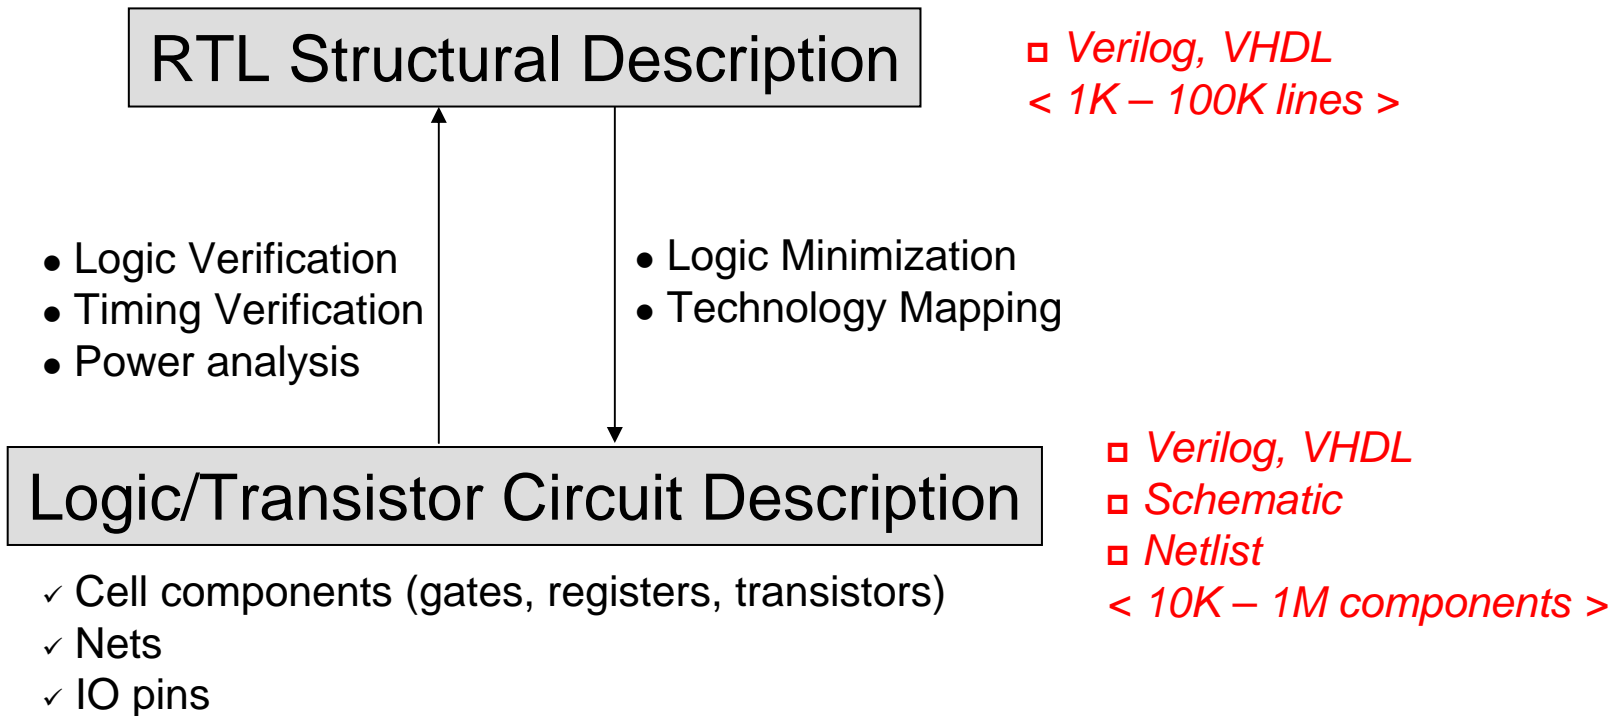 RTL Structural Description
Verilog, VHDL
< 1K – 100K lines >
Logic Verification
Timing Verification
Power analysis
Logic Minimization
Technology Mapping
Logic/Transistor Circuit Description
Verilog, VHDL
Schematic
Netlist
< 10K – 1M components >
✓ Cell components (gates, registers, transistors)
✓ Nets
✓ IO pins